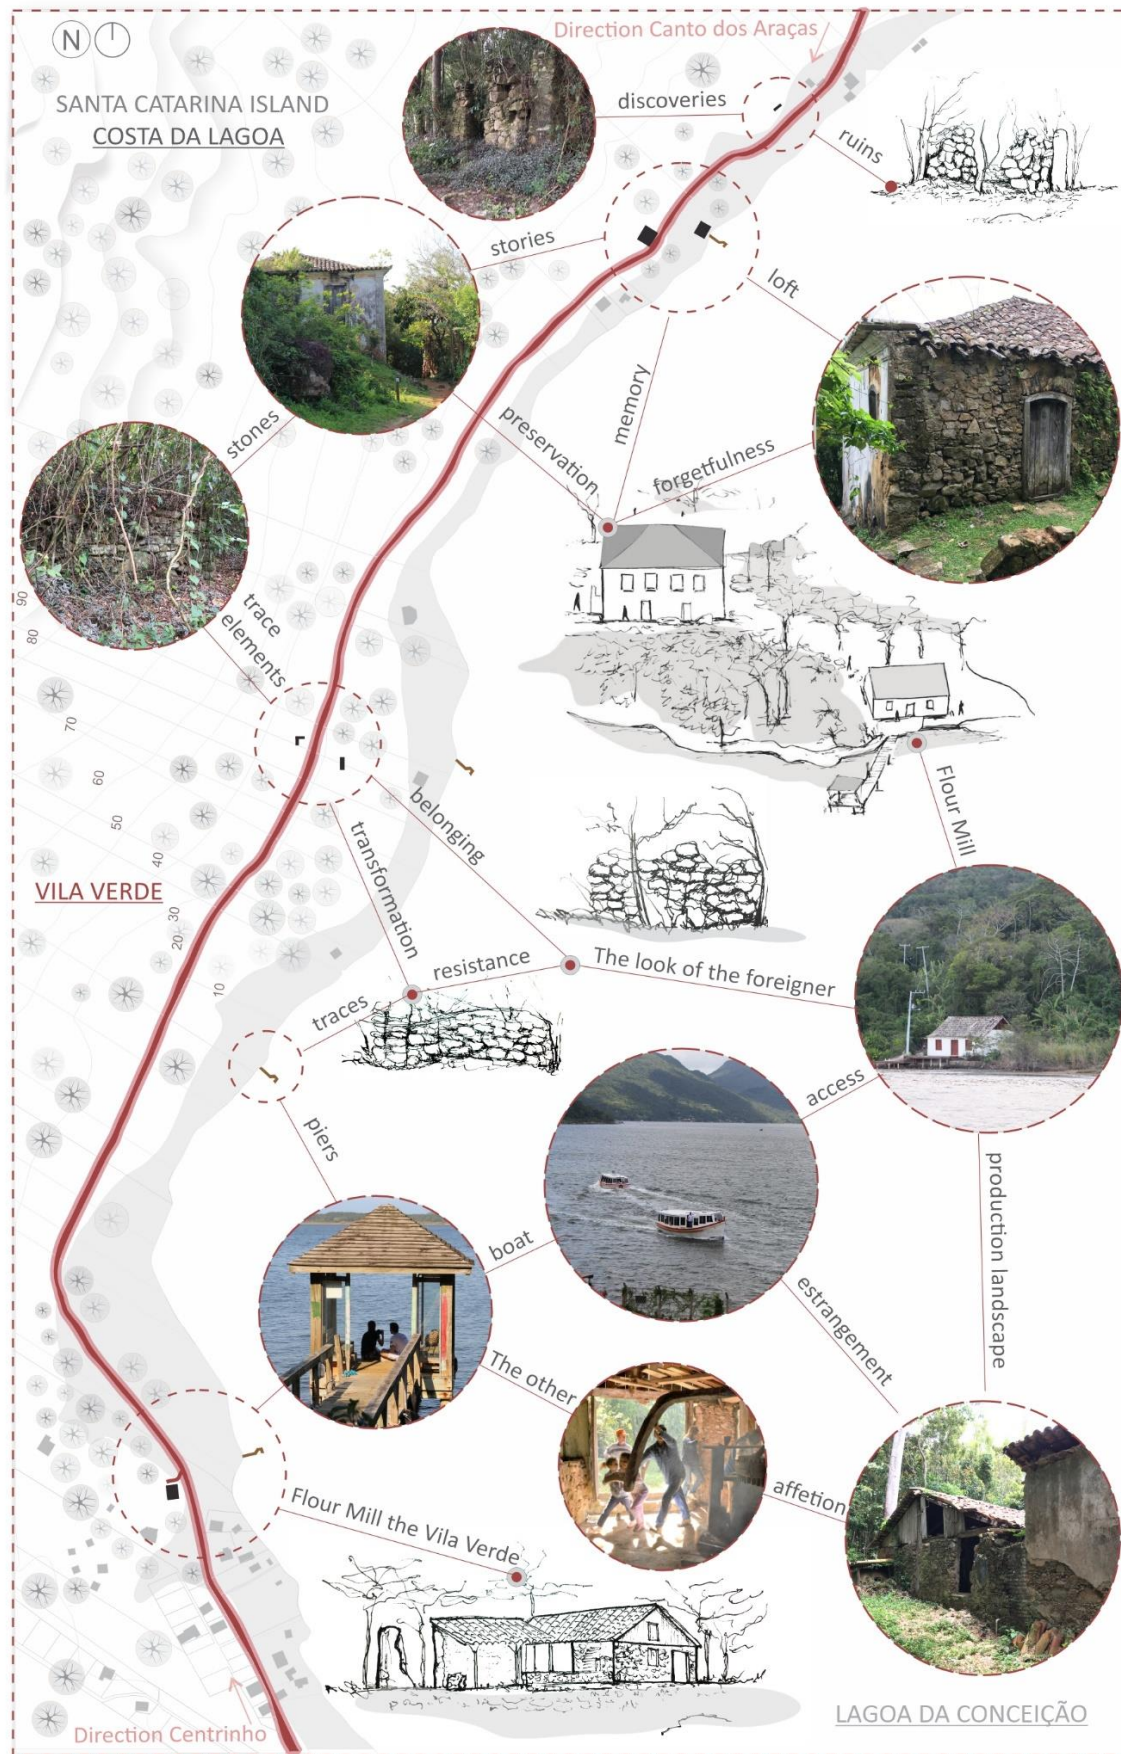 N
Direction Canto dos Araças
SANTA CATARINA ISLAND
COSTA DA LAGOA
discoveries
ruins
stories
loft
memory
stones
preservation
forgetfulness
trace
elements
90
80
70
60
50
40
30
20
10
belonging
transformation
Flour Mill
VILA VERDE
resistance
The look of the foreigner
traces
access
piers
production landscape
boat
estrangement
The other
affetion
Flour Mill the Vila Verde
LAGOA DA CONCEIÇÃO
Direction Centrinho